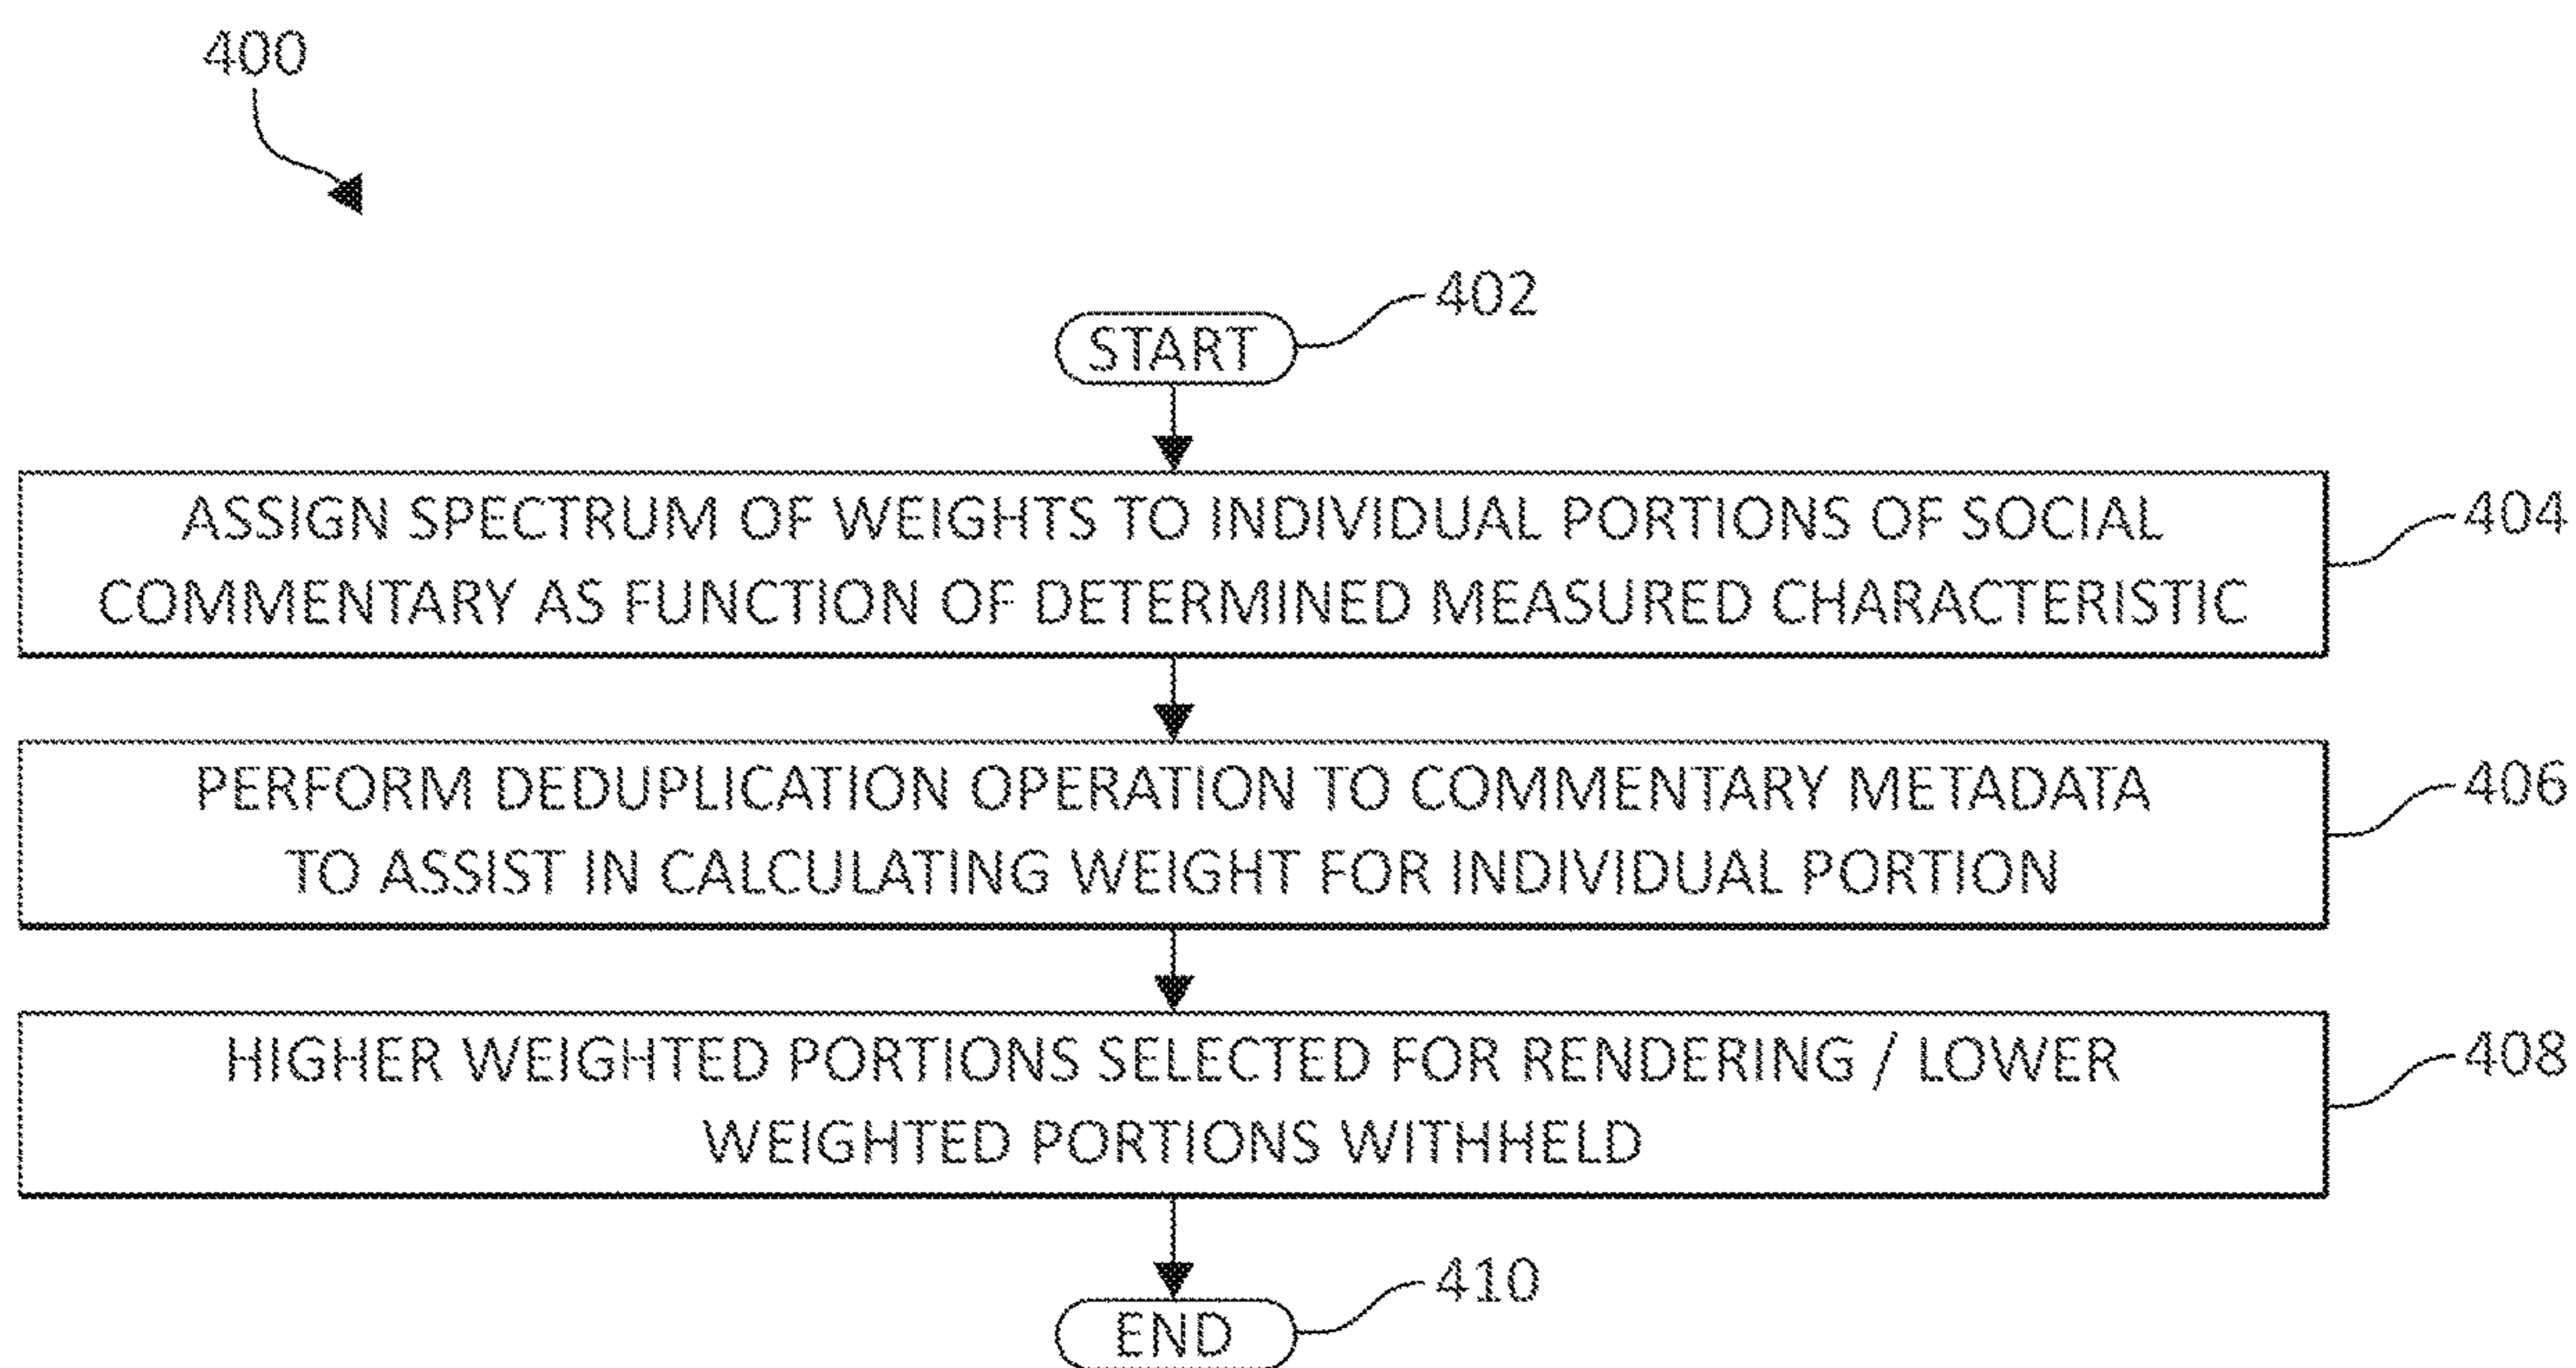 400
402
START
ASSIGN SPECTRUM OF WEIGHTS TO INDIVIDUAL PORTIONS OF SOCIAL
404
COMMENTARY AS FUNCTION OF DETERMINED MEASURED CHARACTERISTIC
PERFORM DEDUPLICATION OPERATION TO COMMENTARY METADATA
406
TO ASSIST IN CALCULATING WEIGHT FOR INDIVIDUAL PORTION
HIGHER WEIGHTED PORTIONS SELECTED FOR RENDERING / LOWER
408
WEIGHTED PORTIONS WITHHELD
410
END